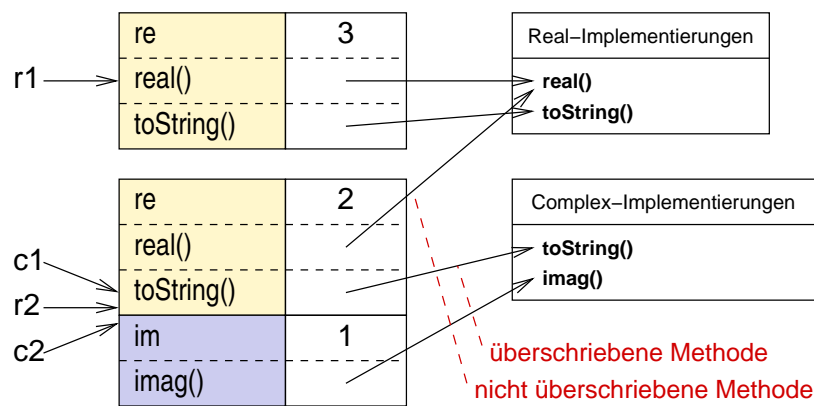 re 3
real()
toString()
r1
Real–Implementierungen
real()
toString()
re 2
real()
toString()
im 1
imag()
c1
r2
c2
Complex–Implementierungen
toString()
imag()
überschriebene Methode
nicht überschriebene Methode